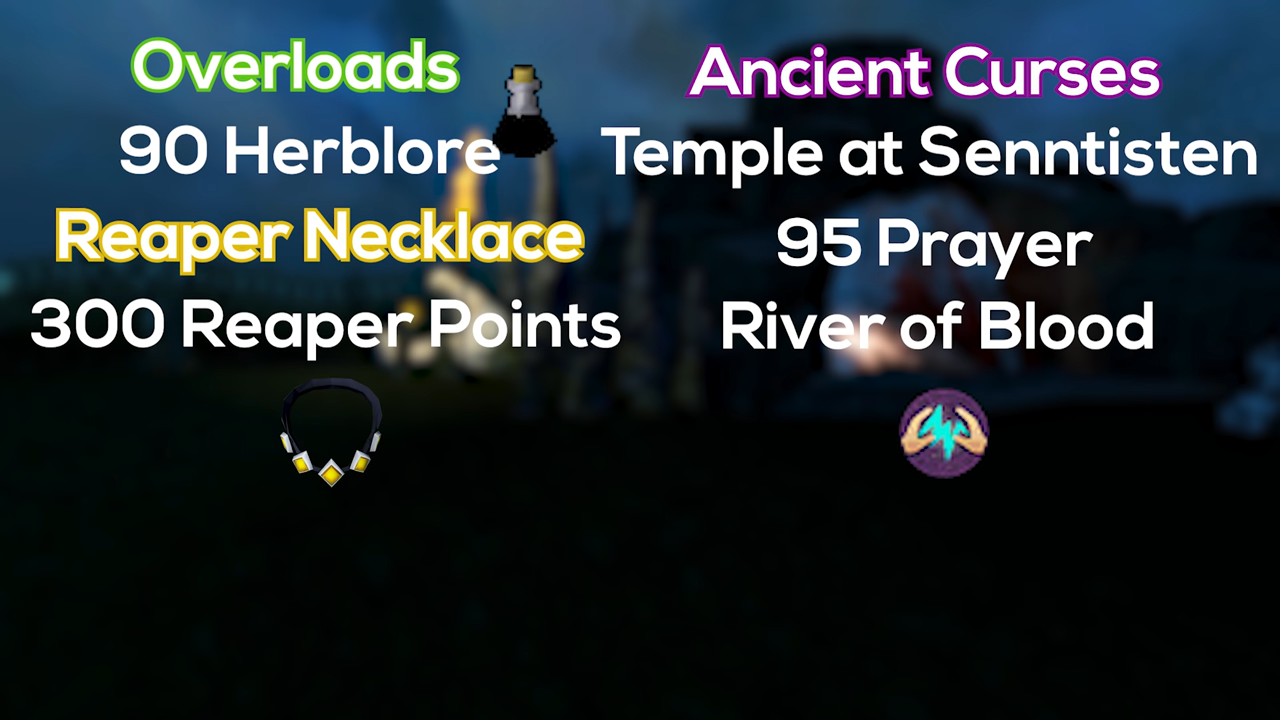 Overloads
90 Herblore
Reaper Necklace
300 Reaper Points
Ancient Curses
Temple at Senntisten
95 Prayer
River of Blood